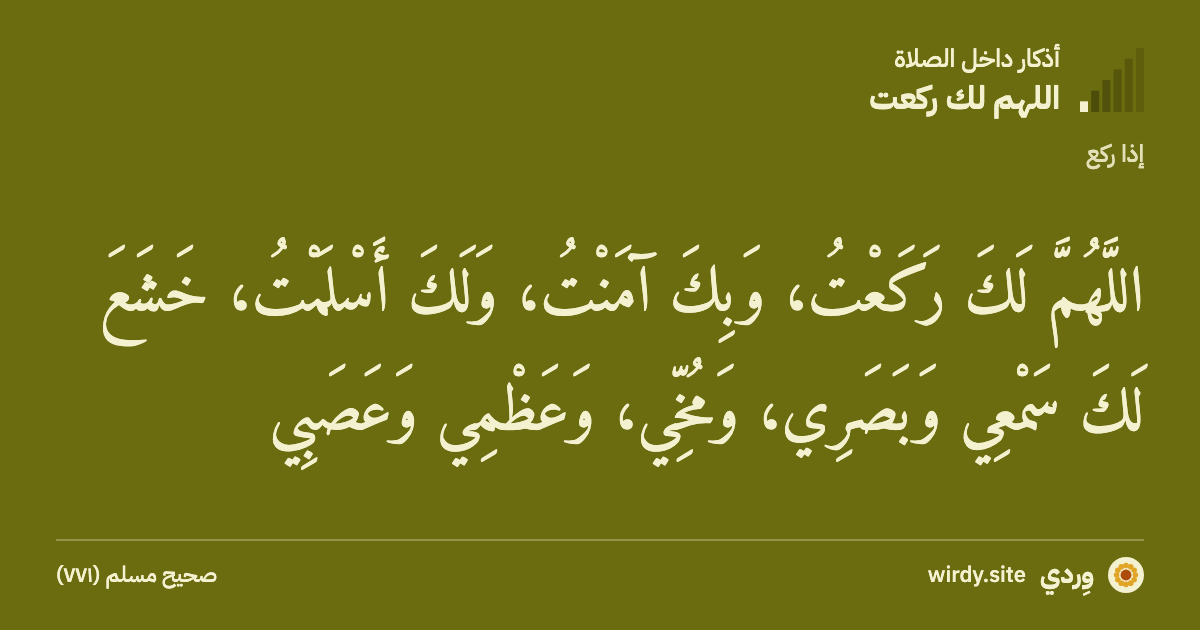 أذكار داخل الصلاة
اللهم لك ركعت
إذا ركع
اللَّهُمَّ لَكَ رَكَعْتُ، وَبِكَ آمَنْتُ، وَلَكَ أَسْلَمْتُ، خَشَعَ
لَكَ سَمْعِي وَبَصَرِي، وَمُخِّي، وَعَظْمِي وَعَصَبِي
وِردي wirdy.site
صحيح مسلم (٧٧١)